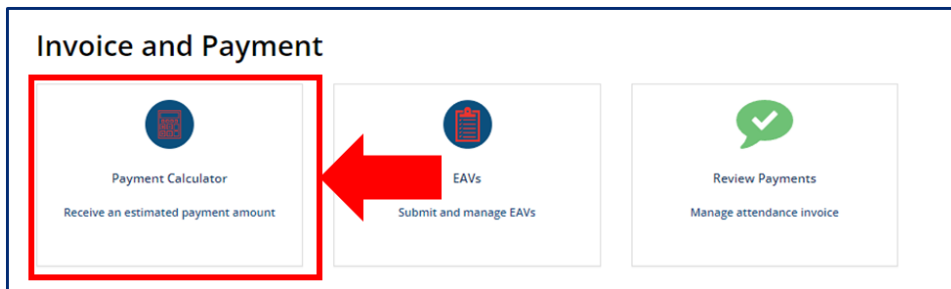 Invoice and Payment
Payment Calculator
Receive an estimated payment amount
EAVs
Submit and manage EAVs
Review Payments
Manage attendance invoice